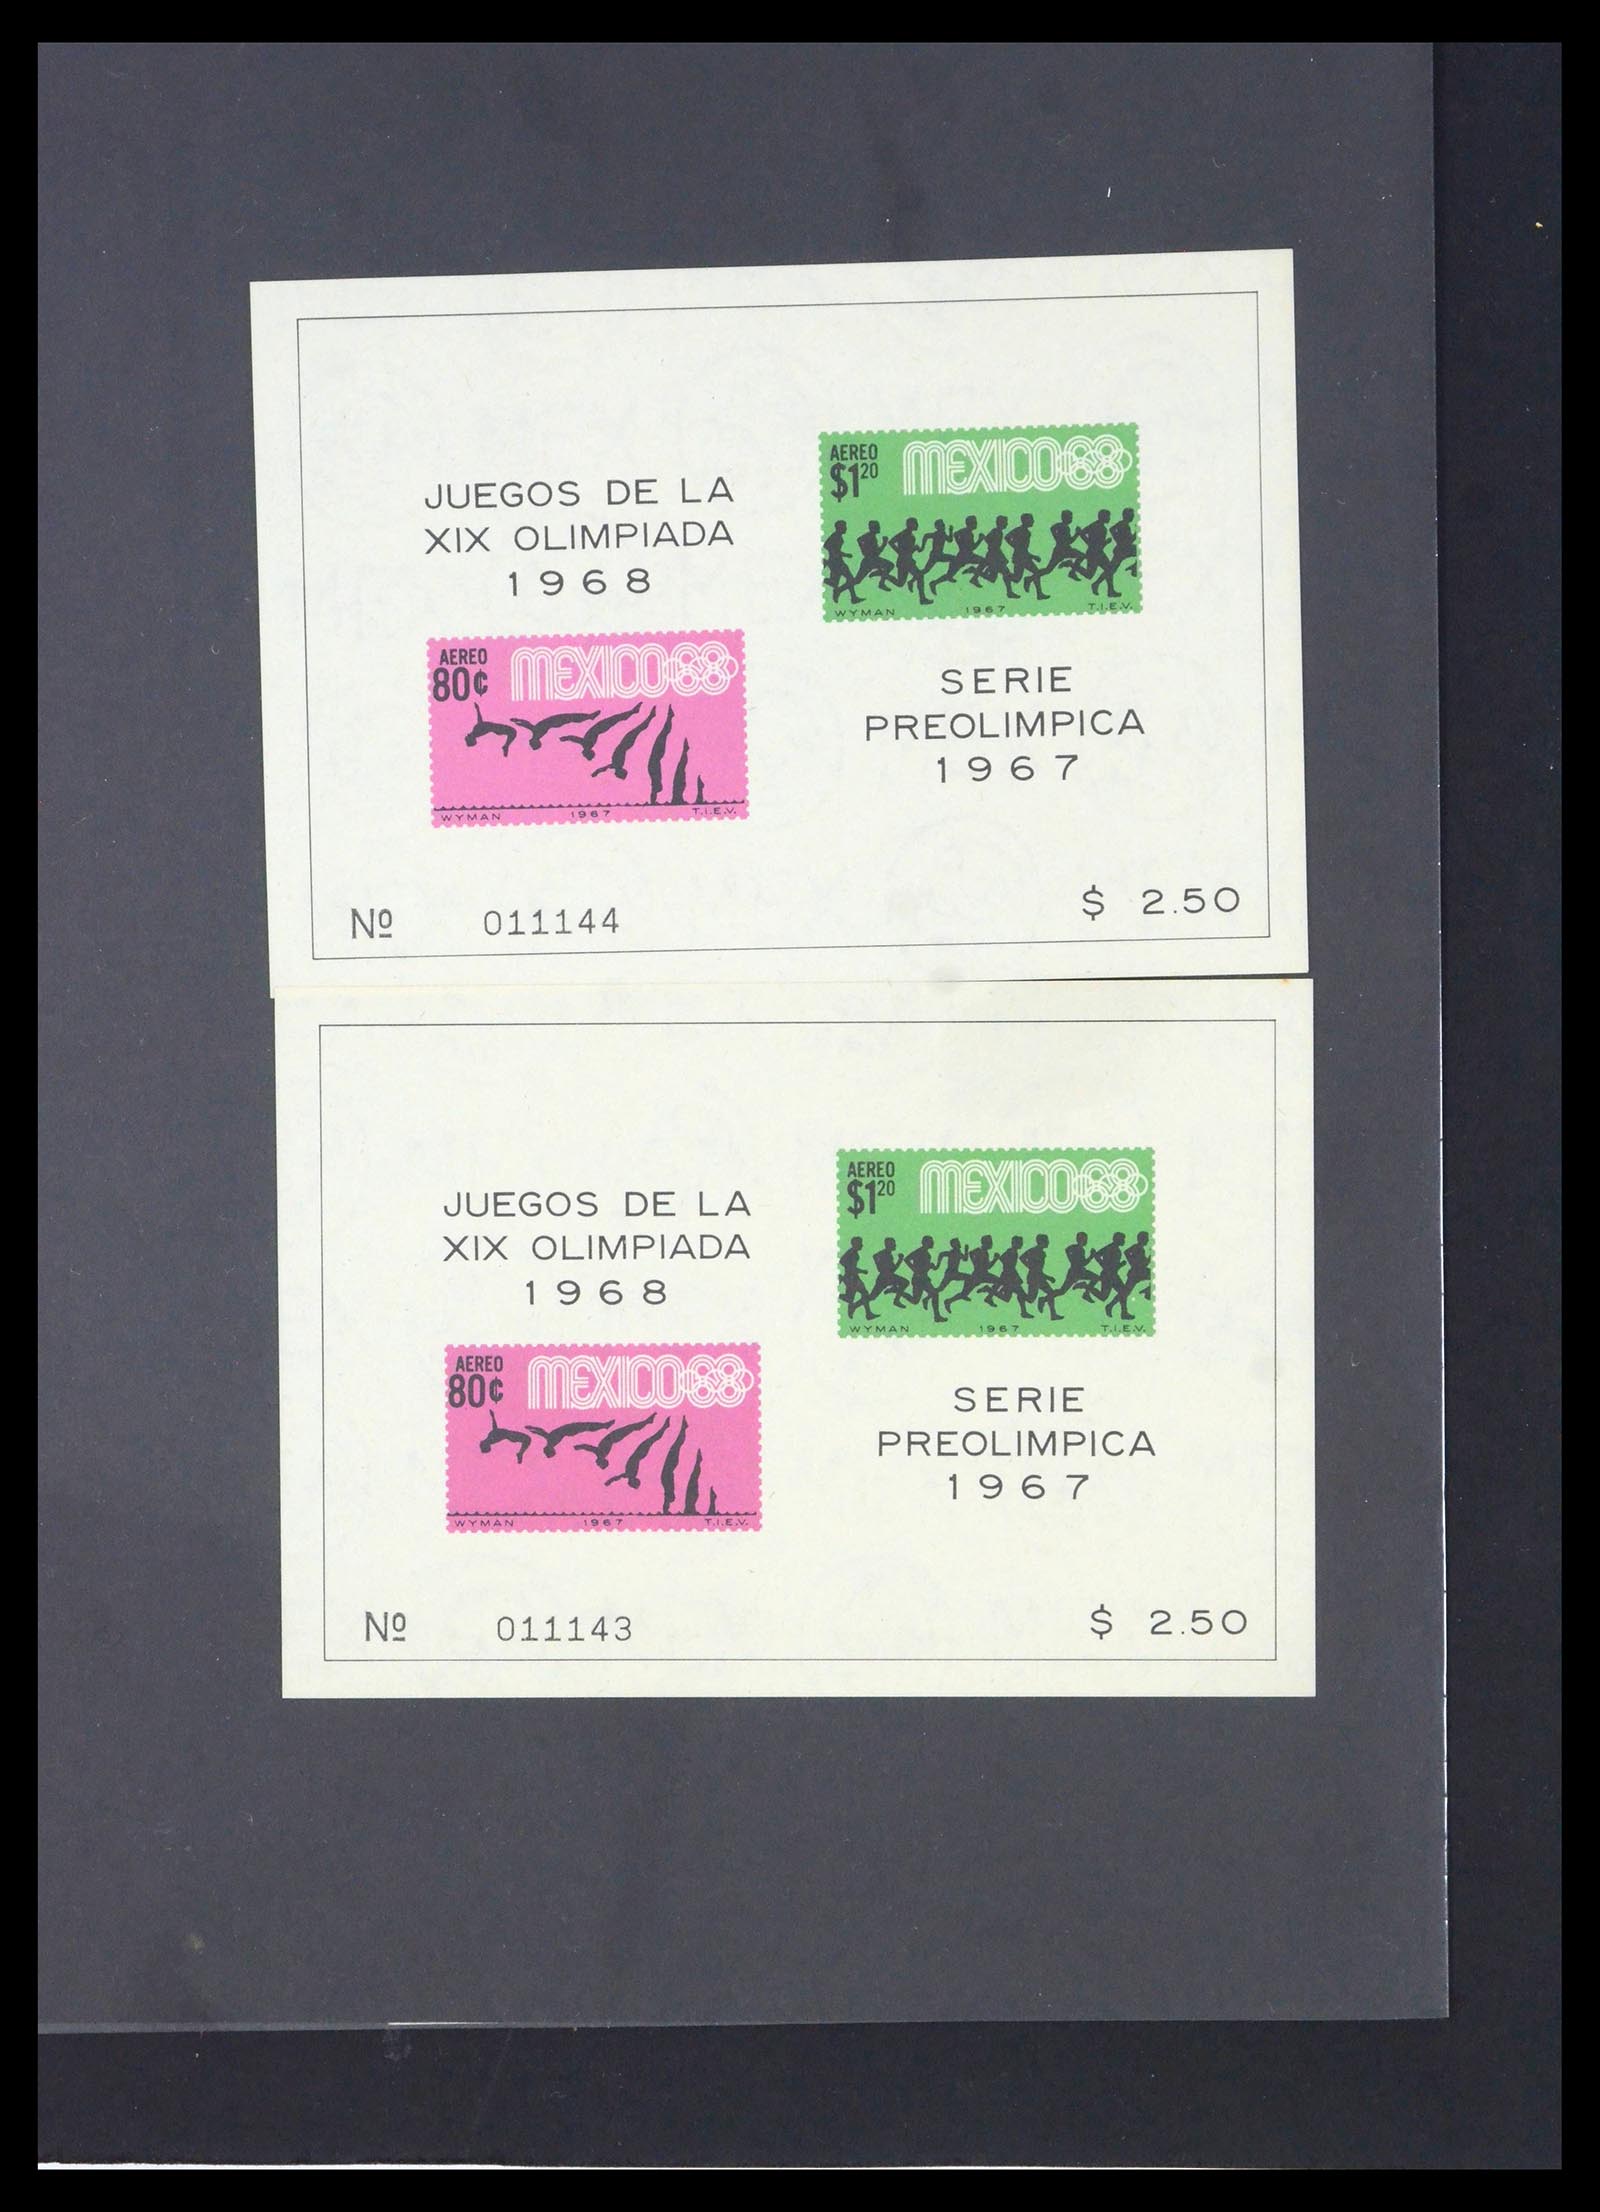 JUEGOS DE LA
XIX OLIMPIADA
1968
AEREO
80¢
MEXICO68
WYMAN 1967 T.I.E.V.
AEREO
$1.20
MEXICO68
WYMAN 1967 T.I.E.V.
SERIE
PREOLIMPICA
1967
Nº 011144
$ 2.50
JUEGOS DE LA
XIX OLIMPIADA
1968
AEREO
80¢
MEXICO68
WYMAN 1967 T.I.E.V.
AEREO
$1.20
MEXICO68
WYMAN 1967 T.I.E.V.
SERIE
PREOLIMPICA
1967
Nº 011143
$ 2.50